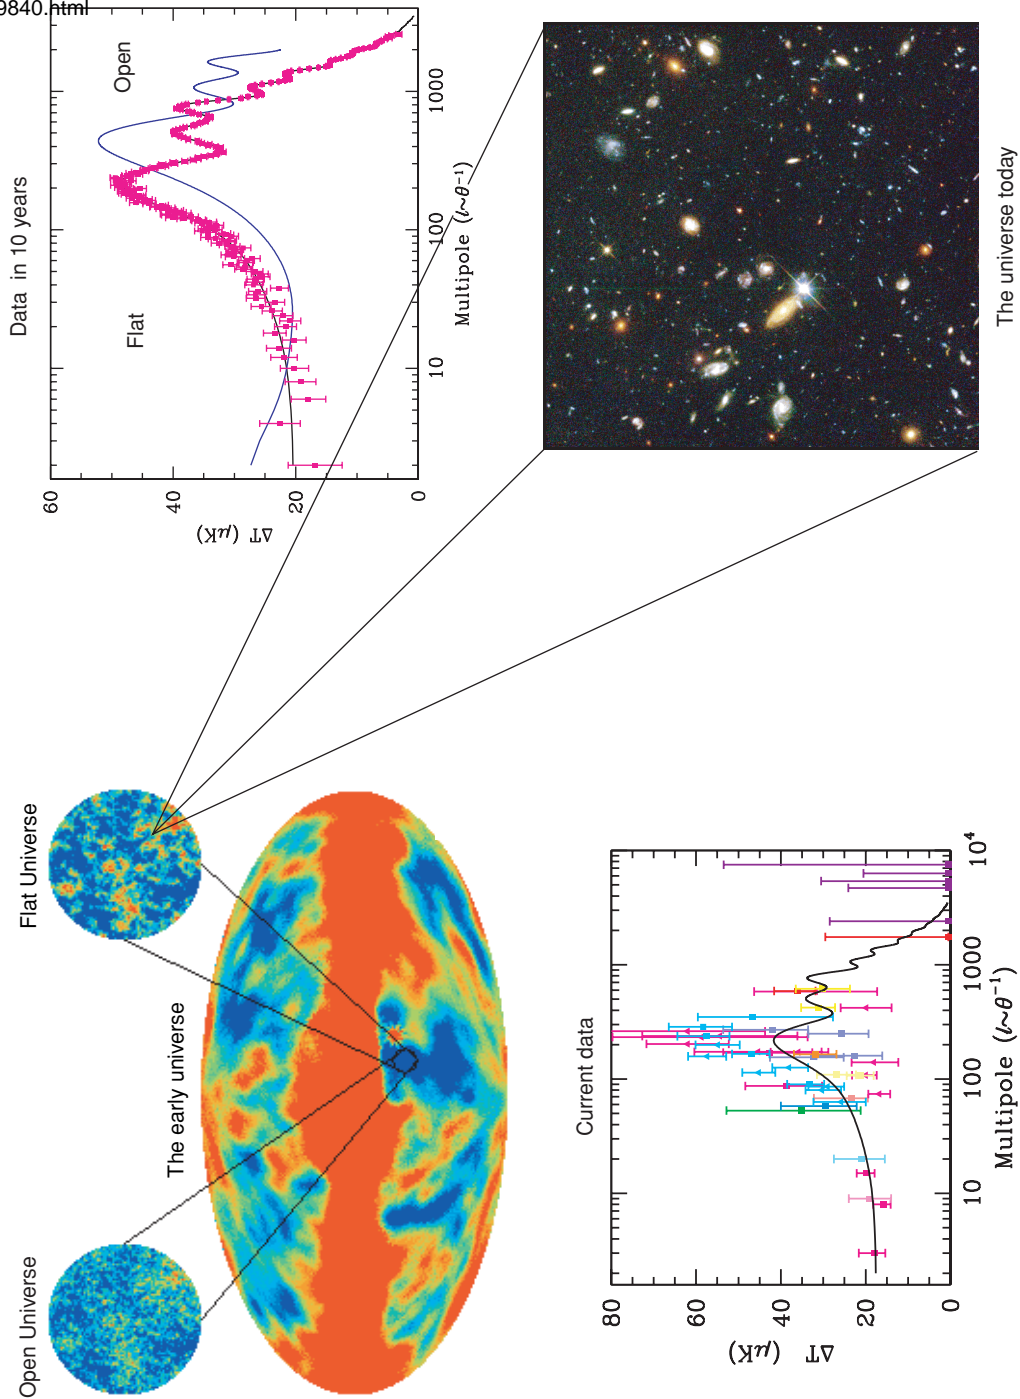 9840.html
Data in 10 years
60
40
20
0
ΔT (μK)
Flat
Open
10
100
1000
Multipole (ℓ~θ⁻¹)
The universe today
Open Universe
The early universe
Flat Universe
Current data
80
60
40
20
0
ΔT (μK)
10
100
1000
10⁴
Multipole (ℓ~θ⁻¹)